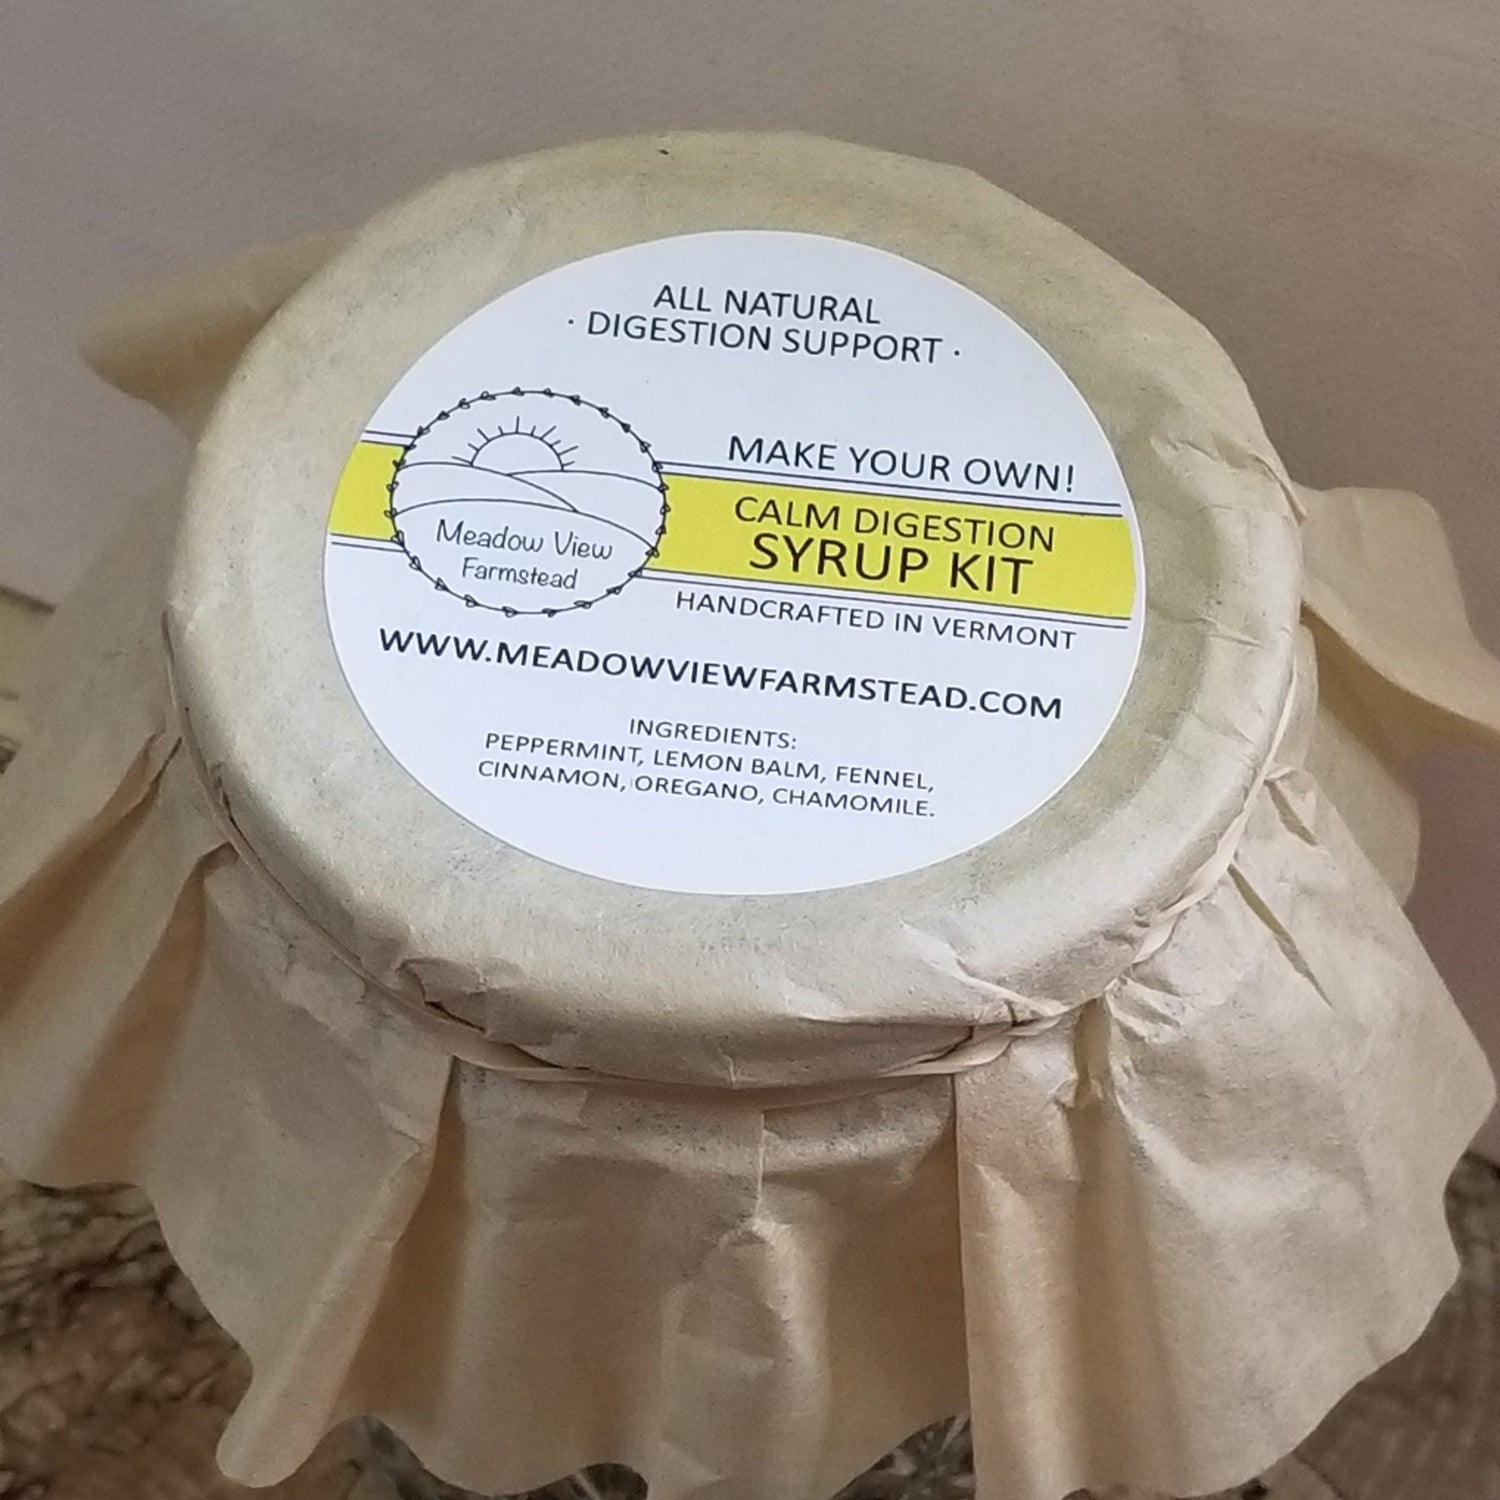 ALL NATURAL
· DIGESTION SUPPORT ·
Meadow View
Farmstead
MAKE YOUR OWN!
CALM DIGESTION
SYRUP KIT
HANDCRAFTED IN VERMONT
WWW.MEADOWVIEWFARMSTEAD.COM
INGREDIENTS:
PEPPERMINT, LEMON BALM, FENNEL,
CINNAMON, OREGANO, CHAMOMILE.